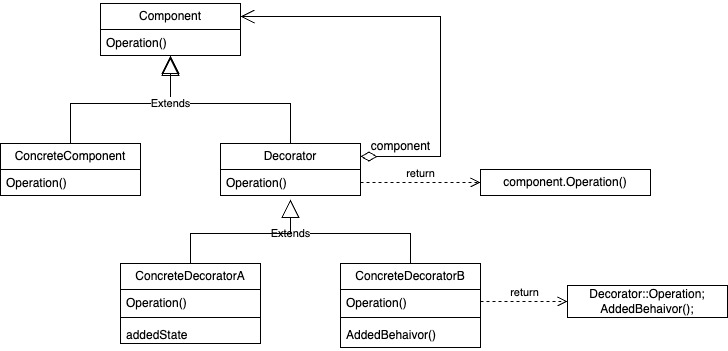 Component
Operation()
Extends
ConcreteComponent
Operation()
Decorator
Operation()
component
return
component.Operation()
Extends
ConcreteDecoratorA
Operation()
addedState
ConcreteDecoratorB
Operation()
AddedBehaivor()
return
Decorator::Operation;
AddedBehaivor();